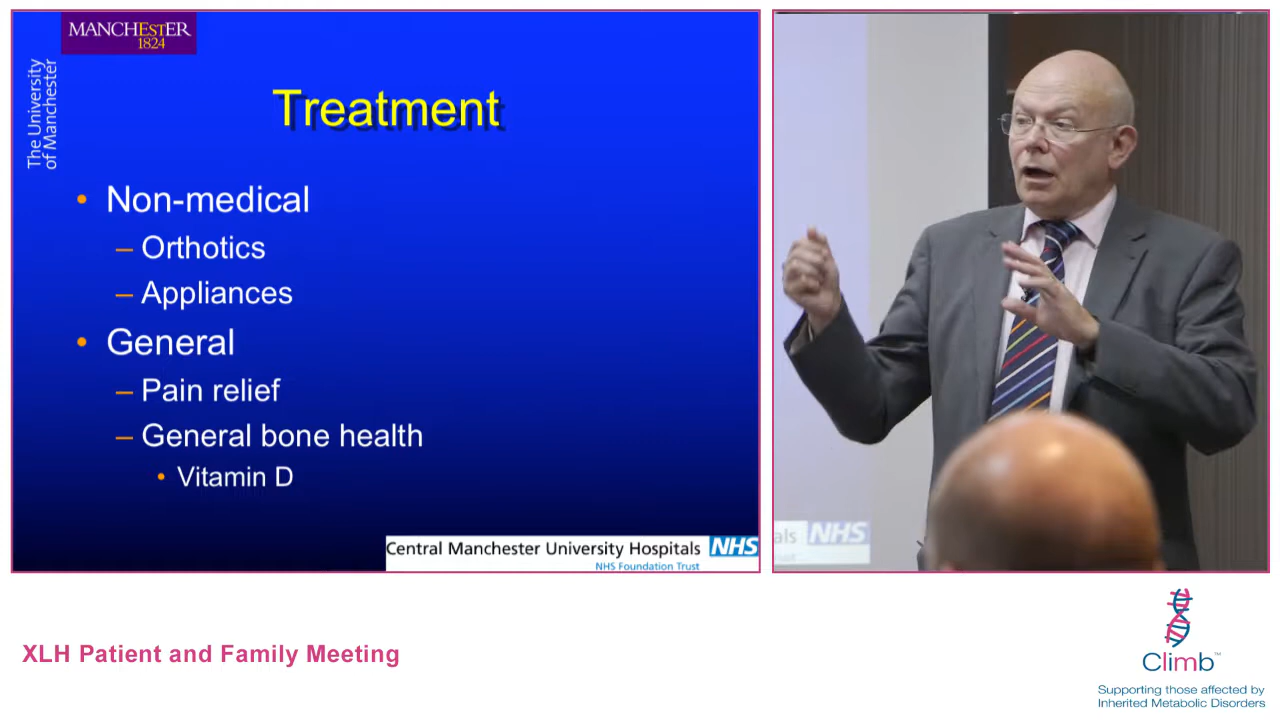 MANCHESTER
1824
The University
of Manchester
Treatment
• Non-medical
– Orthotics
– Appliances
• General
– Pain relief
– General bone health
• Vitamin D
Central Manchester University Hospitals NHS
NHS Foundation Trust
als NHS
XLH Patient and Family Meeting
Climb™
Supporting those affected by
Inherited Metabolic Disorders